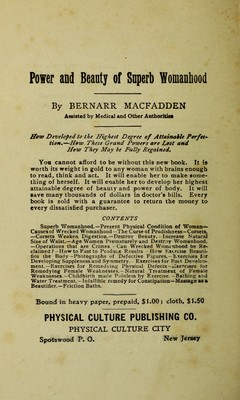 Power and Beauty of Superb Womanhood
By BERNARR MACFADDEN
Assisted by Medical and Other Authorities
How Developed to the Highest Degree of Attainable Perfec-
tion.—How These Grand Powers are Lost and
How They May be Fully Regained.
You cannot afford to be without this new book. It is
worth its weight in gold to any woman with brains enough
to read, think and act. It will enable her to make some-
thing of herself. It will enable her to develop her highest
attainable degree of beauty and power of body. It will
save many thousands of dollars in doctor's bills. Every
book is sold with a guarantee to return the money to
every dissatisfied purchaser.
CONTENTS
Superb Womanhood.—Present Physical Condition of Woman—
Causes of Wrecked Womanhood—The Curse of Prudishness—Corsets,
—Corsets Weaken Digestion.—Destroy Beauty.—Increase Natural
Size of Waist.—Age Women Prematurely and Destroy Womanhood.
—Operations that are Crimes—Can Wrecked Womanhood be Re-
claimed?—How to Fast to Produce Results—How Exercise Beauti-
fies the Body—Photographs of Defective Figures.—Exercises for
Developing Suppleness and Symmetry.—Exercises for Bust Develop-
ment.—Exercises for Remedying Physical Defects—Exercises for
Remedying Female Weaknesses.—Natural Treatment of Female
Weaknesses.—Childbirth made Painless by Exercise.—Bathing and
Water Treatment.—Infallible remedy for Constipation—Massage as a
Beautifier.—Friction Baths.
Bound in heavy paper, prepaid, $1.00; cloth, $1.50
PHYSICAL CULTURE PUBLISHING CO.
PHYSICAL CULTURE CITY
Spotswood P. O. New Jersey